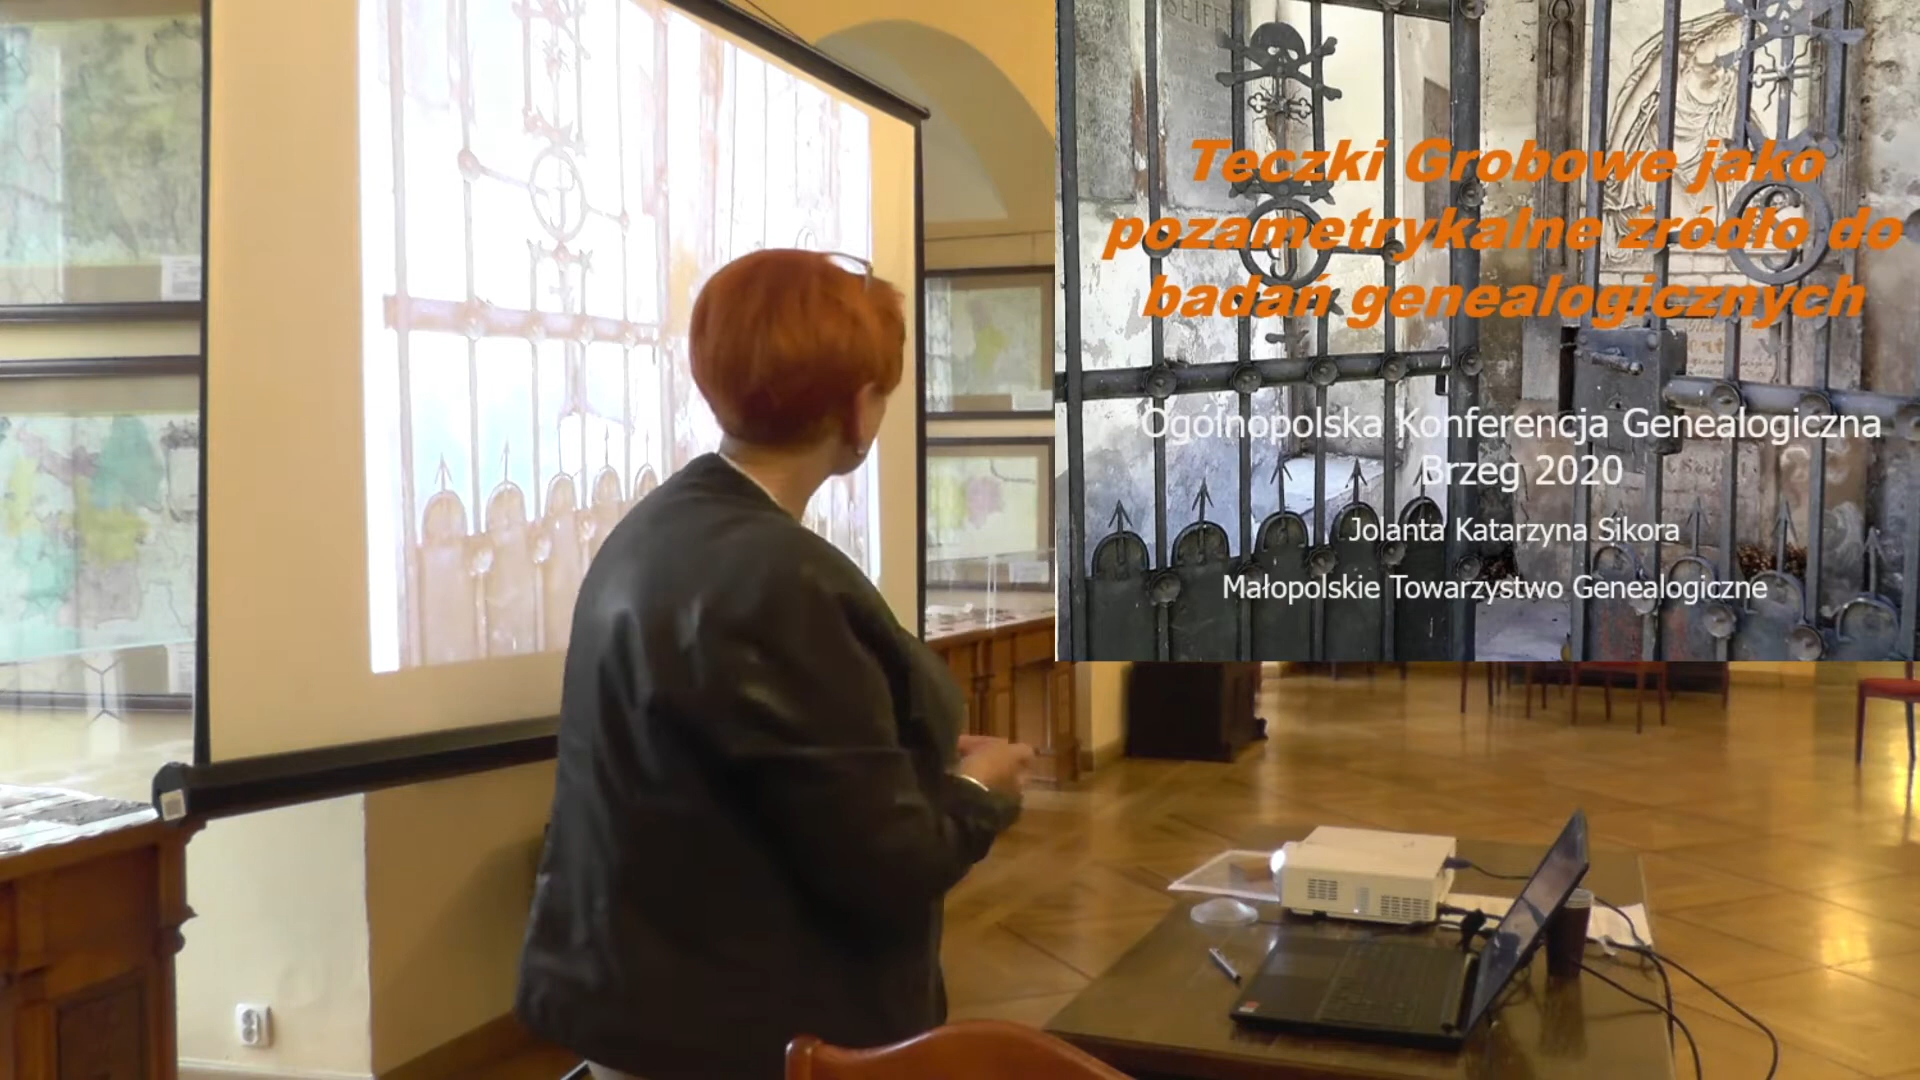 SEIF
Teczki Grobowe jako
pozametrykalne źródło do
badań genealogicznych
Ogólnopolska Konferencja Genealogiczna
Brzeg 2020
Jolanta Katarzyna Sikora
Małopolskie Towarzystwo Genealogiczne